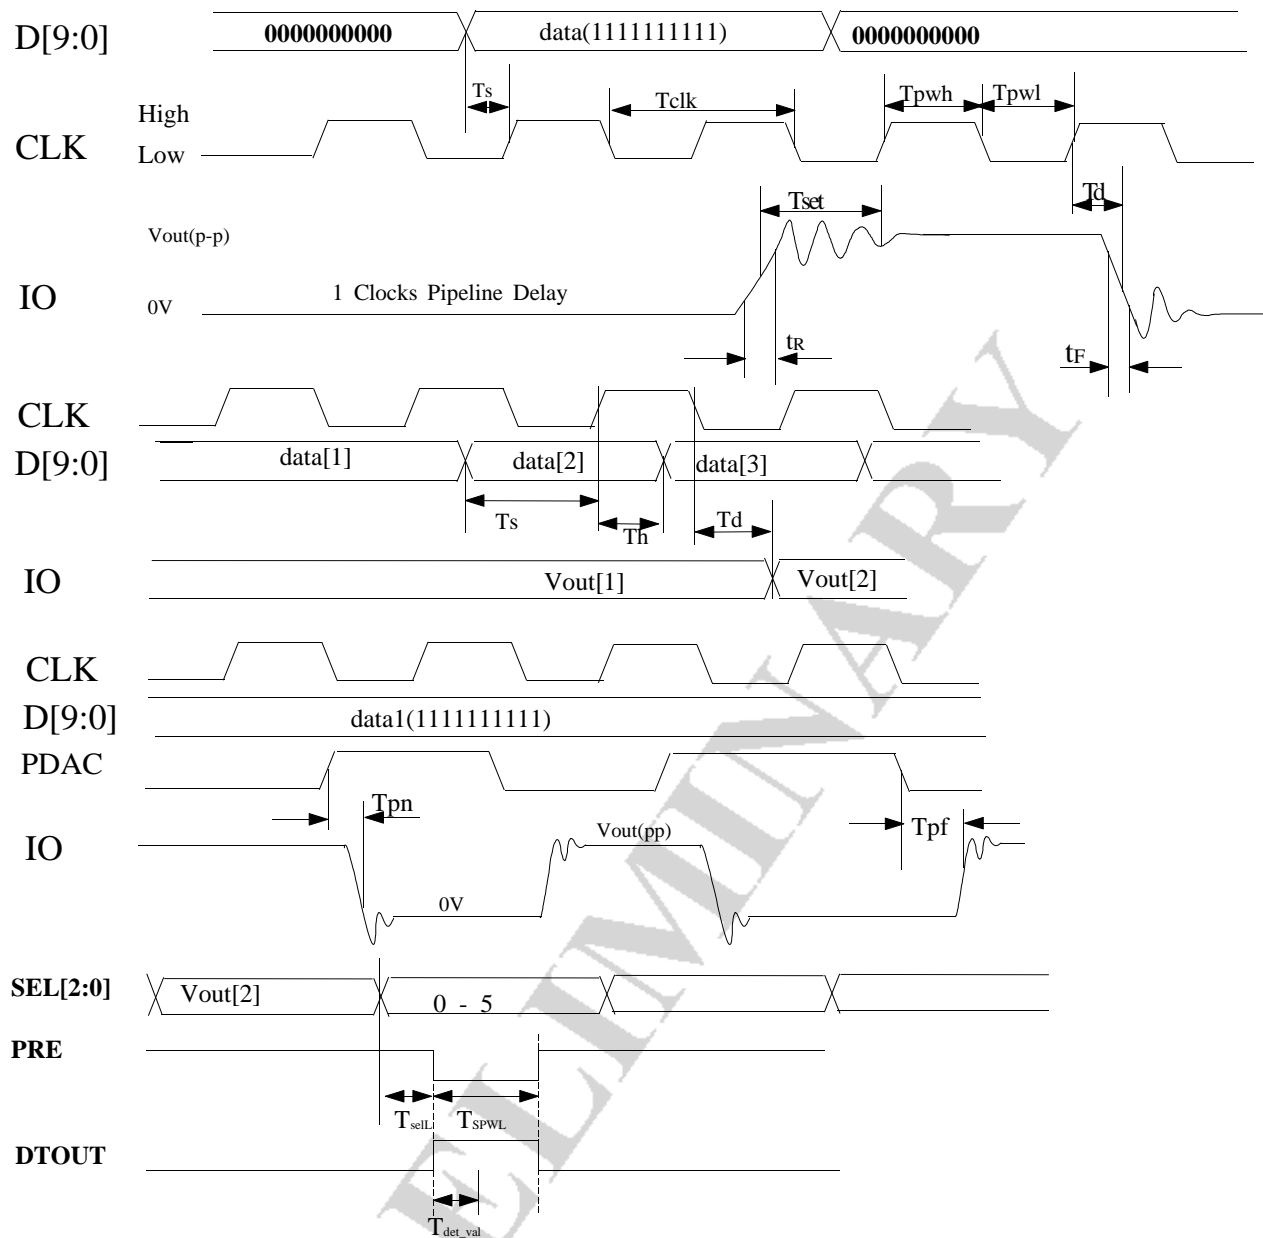 D[9:0] 0000000000 data(1111111111) 0000000000
Ts Tclk Tpwh Tpwl
High
CLK
Low
Tset Td
Vout(p-p)
IO 0V 1 Clocks Pipeline Delay
tR tF
CLK
D[9:0] data[1] data[2] data[3]
Ts Th Td
IO Vout[1] Vout[2]
CLK
D[9:0] data1(1111111111)
PDAC
Tpn Tpf
IO Vout(pp)
0V
SEL[2:0] Vout[2] 0 - 5
PRE
TselL TSPWL
DTOUT
Tdet_val
ELIMINARY